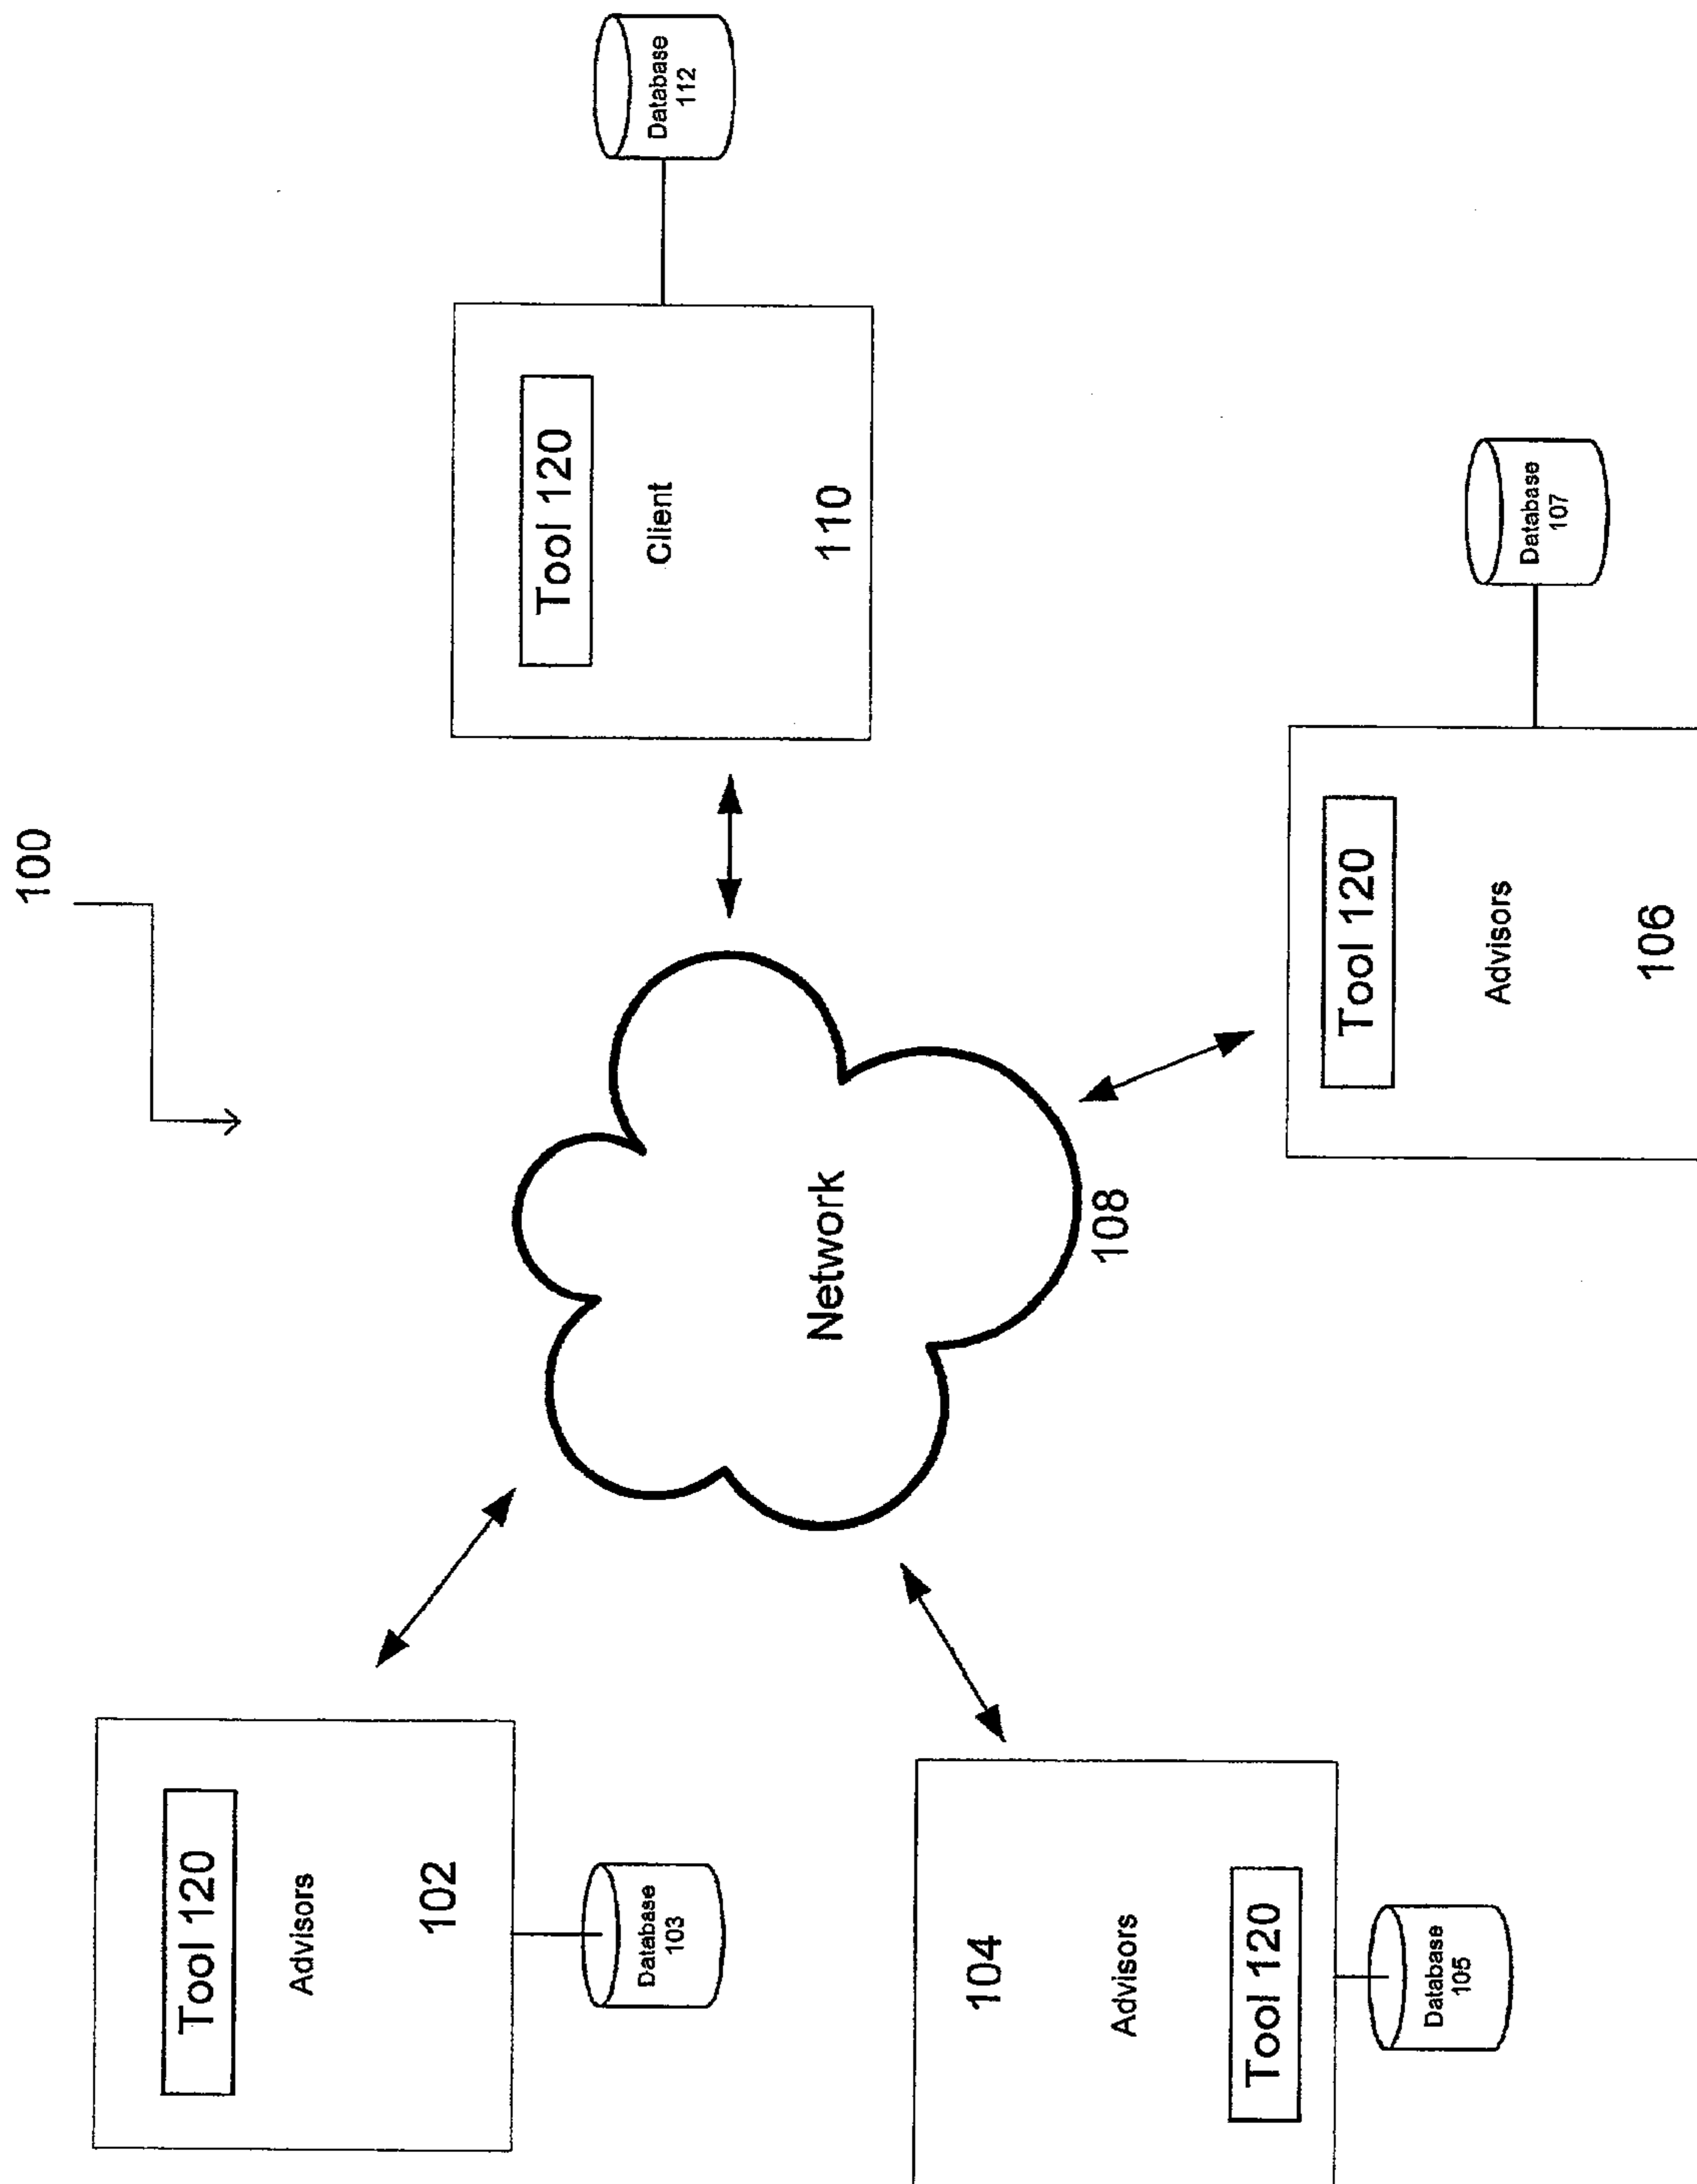 100
Tool 120
Advisors
102
Database
103
Network
108
Tool 120
Client
110
Database
112
104
Advisors
Tool 120
Database
105
Tool 120
Advisors
106
Database
107